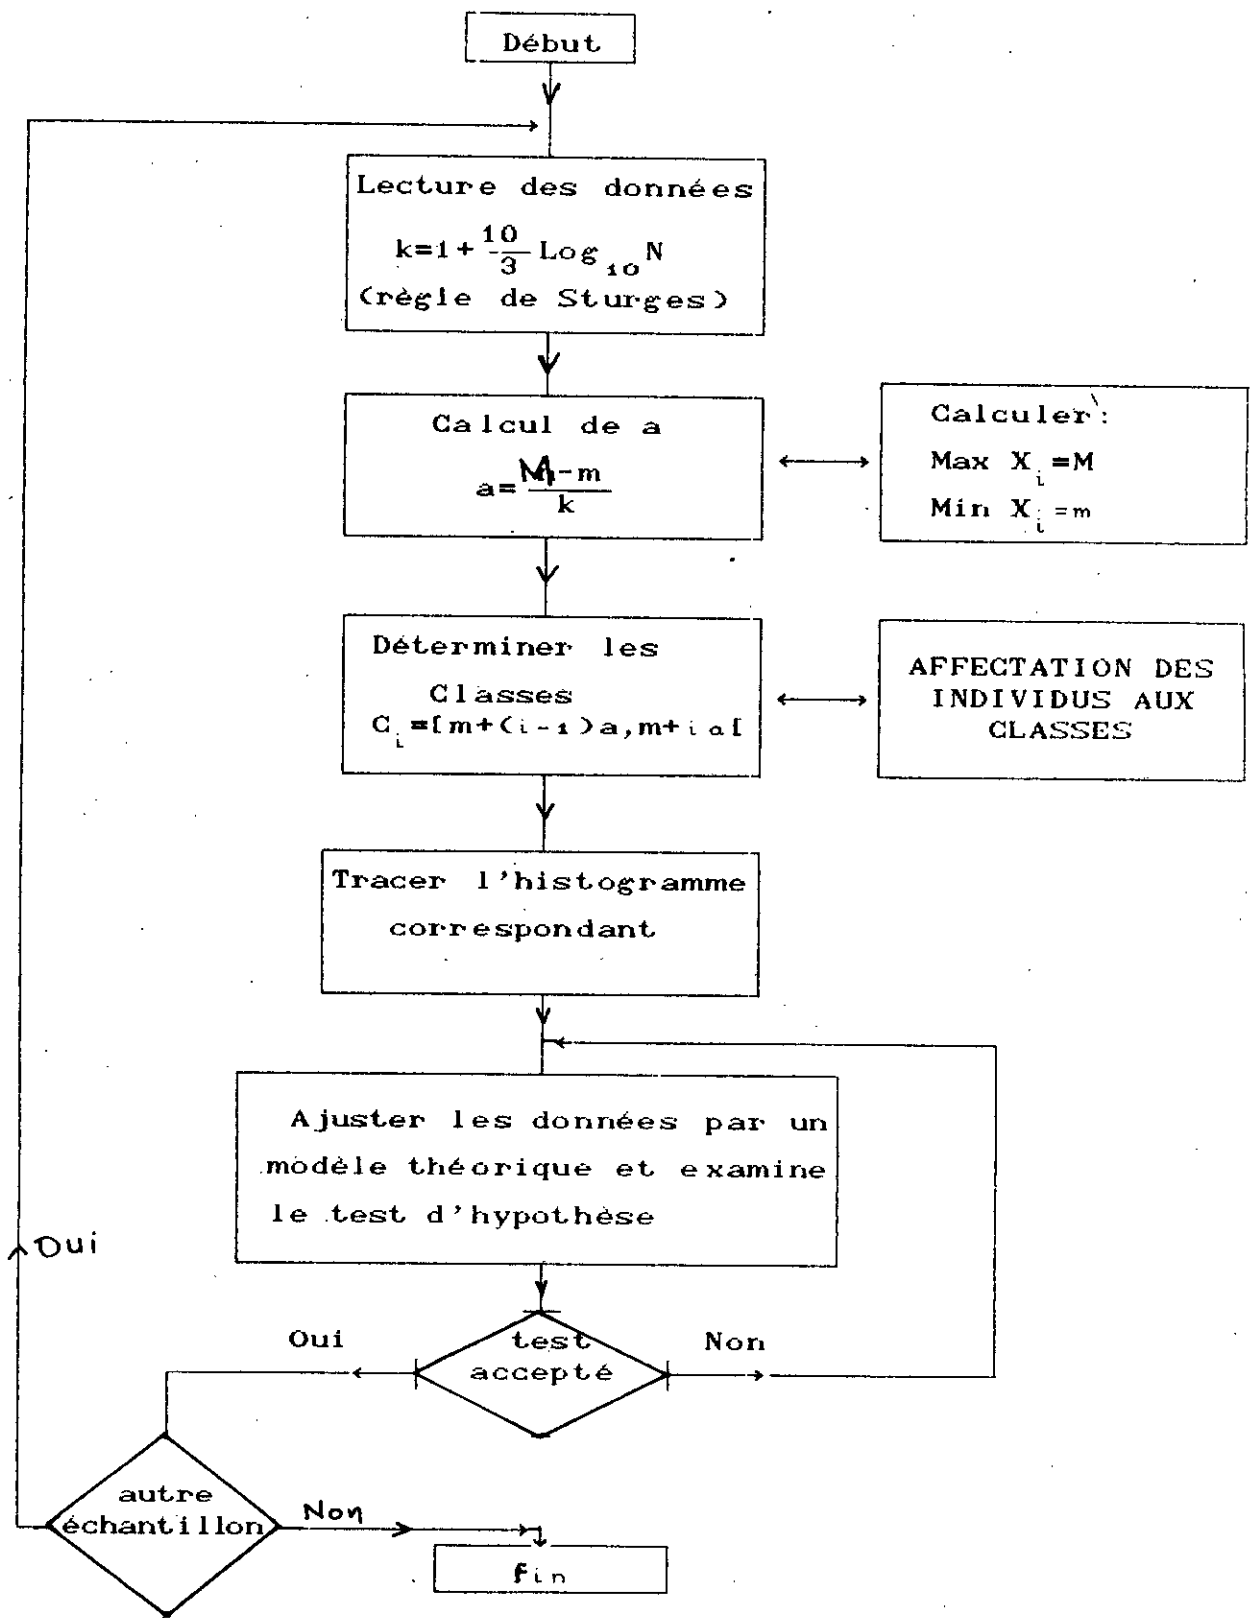 Début
Lecture des données
k=1+ 10/3 Log₁₀N
(règle de Sturges)
Calcul de a
a= M-m/k
Calculer :
Max Xᵢ=M
Min Xᵢ=m
Déterminer les
Classes
Cᵢ=[m+(i-1)a,m+ia[
AFFECTATION DES
INDIVIDUS AUX
CLASSES
Tracer l'histogramme
correspondant
Ajuster les données par un
modèle théorique et examine
le test d'hypothèse
Oui
Oui
test
accepté
Non
autre
échantillon
Non
fin